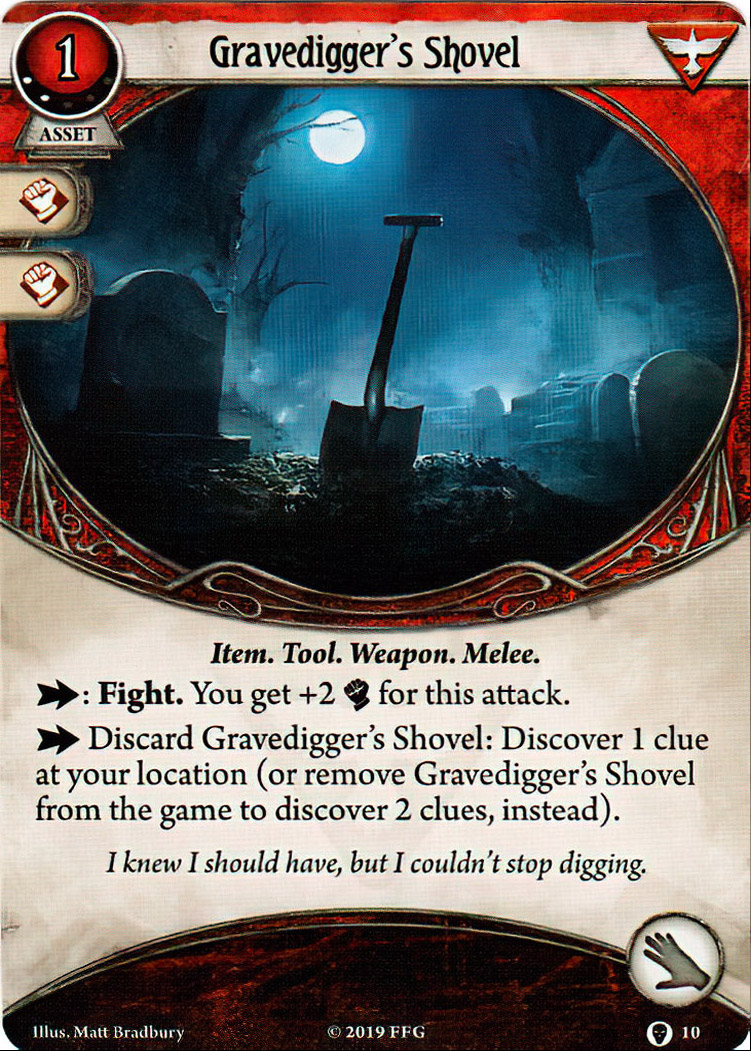 1
Gravedigger's Shovel
ASSET
Item. Tool. Weapon. Melee.
: Fight. You get +2 for this attack.
Discard Gravedigger's Shovel: Discover 1 clue
at your location (or remove Gravedigger's Shovel
from the game to discover 2 clues, instead).
I knew I should have, but I couldn't stop digging.
Illus. Matt Bradbury
© 2019 FFG
10